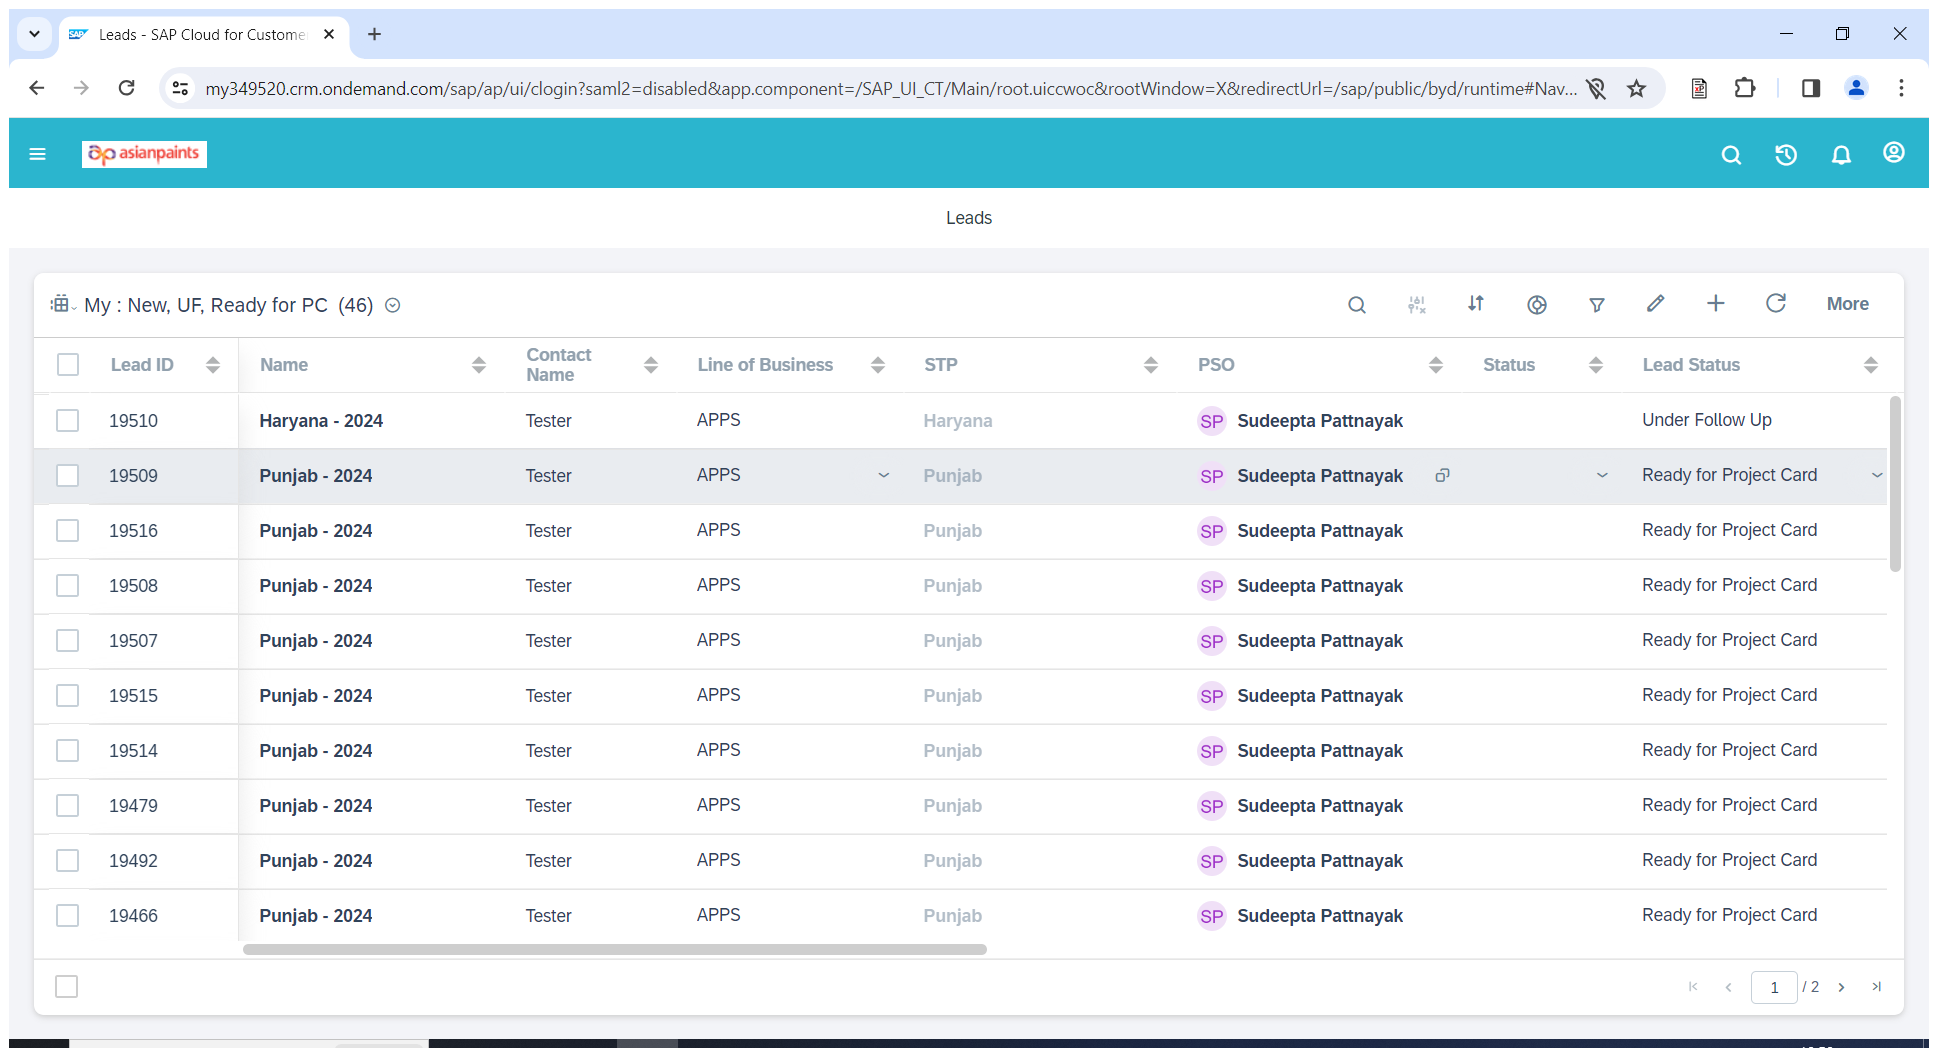 Leads - SAP Cloud for Custome
my349520.crm.ondemand.com/sap/ap/ui/clogin?saml2=disabled&app.component=/SAP_UI_CT/Main/root.uiccwoc&rootWindow=X&redirectUrl=/sap/public/byd/runtime#Nav...
asianpaints
Leads
My : New, UF, Ready for PC (46) More
Lead ID Name Contact Name Line of Business STP PSO Status Lead Status
19510 Haryana - 2024 Tester APPS Haryana SP Sudeepta Pattnayak Under Follow Up
19509 Punjab - 2024 Tester APPS Punjab SP Sudeepta Pattnayak Ready for Project Card
19516 Punjab - 2024 Tester APPS Punjab SP Sudeepta Pattnayak Ready for Project Card
19508 Punjab - 2024 Tester APPS Punjab SP Sudeepta Pattnayak Ready for Project Card
19507 Punjab - 2024 Tester APPS Punjab SP Sudeepta Pattnayak Ready for Project Card
19515 Punjab - 2024 Tester APPS Punjab SP Sudeepta Pattnayak Ready for Project Card
19514 Punjab - 2024 Tester APPS Punjab SP Sudeepta Pattnayak Ready for Project Card
19479 Punjab - 2024 Tester APPS Punjab SP Sudeepta Pattnayak Ready for Project Card
19492 Punjab - 2024 Tester APPS Punjab SP Sudeepta Pattnayak Ready for Project Card
19466 Punjab - 2024 Tester APPS Punjab SP Sudeepta Pattnayak Ready for Project Card
1 / 2